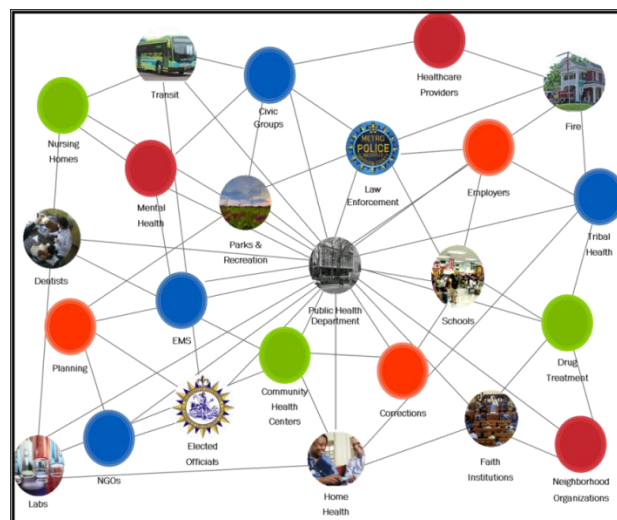 Healthcare
Providers
Transit
Civic
Groups
Fire
Nursing
Homes
METRO
POLICE
Law
Enforcement
Employers
Mental
Health
Tribal
Health
Parks &
Recreation
Dentists
Public Health
Department
Schools
EMS
Planning
Drug
Treatment
Community
Health
Centers
Corrections
Elected
Officials
Faith
Institutions
NGOs
Labs
Home
Health
Neighborhood
Organizations